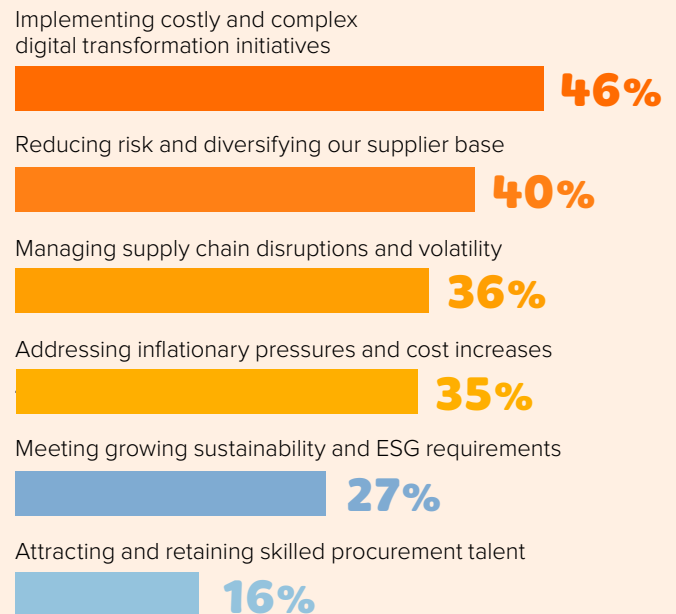 Implementing costly and complex
digital transformation initiatives
46%
Reducing risk and diversifying our supplier base
40%
Managing supply chain disruptions and volatility
36%
Addressing inflationary pressures and cost increases
35%
Meeting growing sustainability and ESG requirements
27%
Attracting and retaining skilled procurement talent
16%